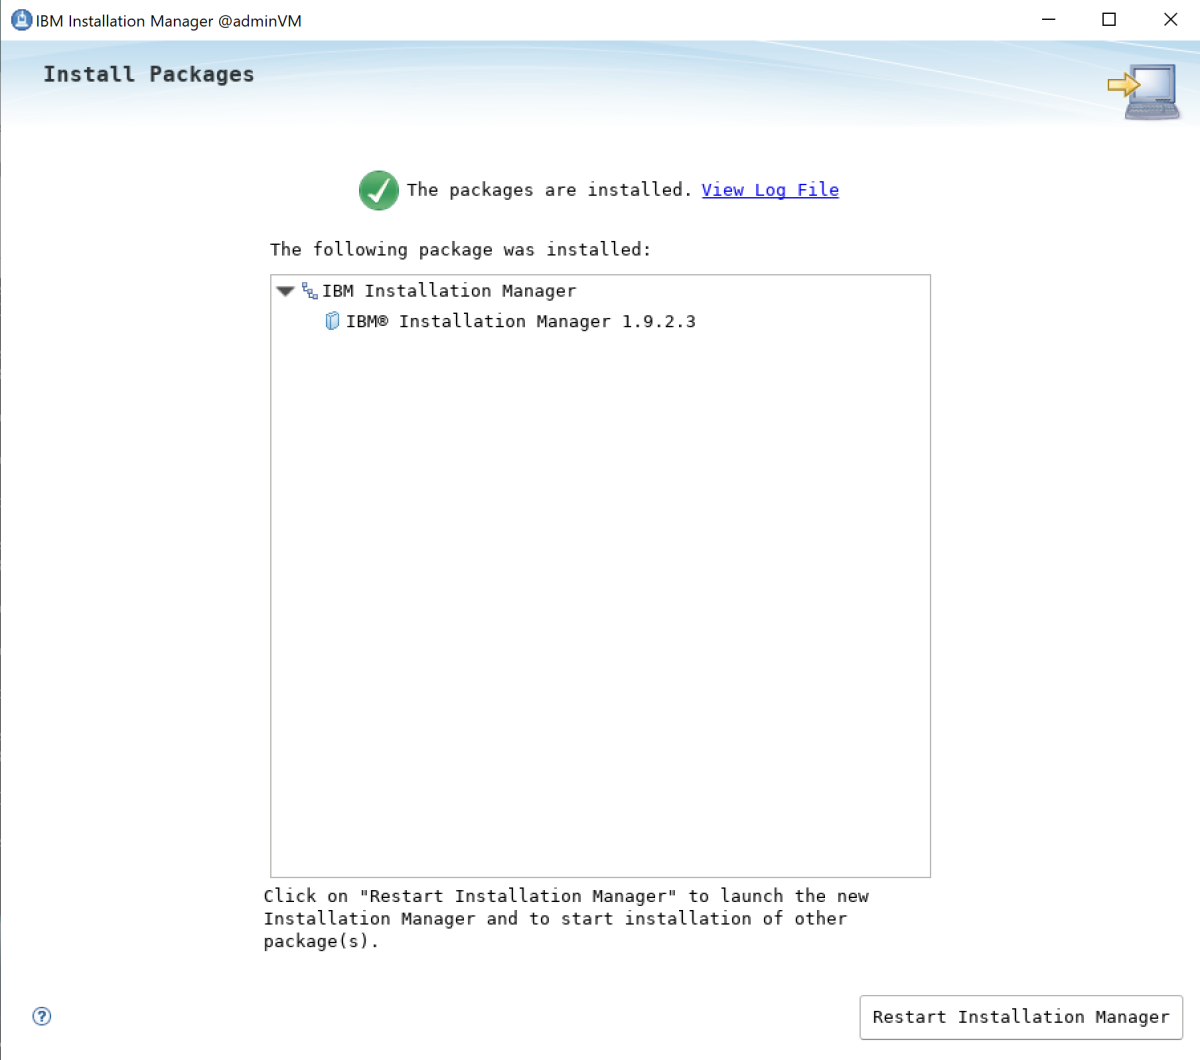 IBM Installation Manager @adminVM
Install Packages
The packages are installed. View Log File
The following package was installed:
IBM Installation Manager
IBM® Installation Manager 1.9.2.3
Click on "Restart Installation Manager" to launch the new
Installation Manager and to start installation of other
package(s).
?
Restart Installation Manager